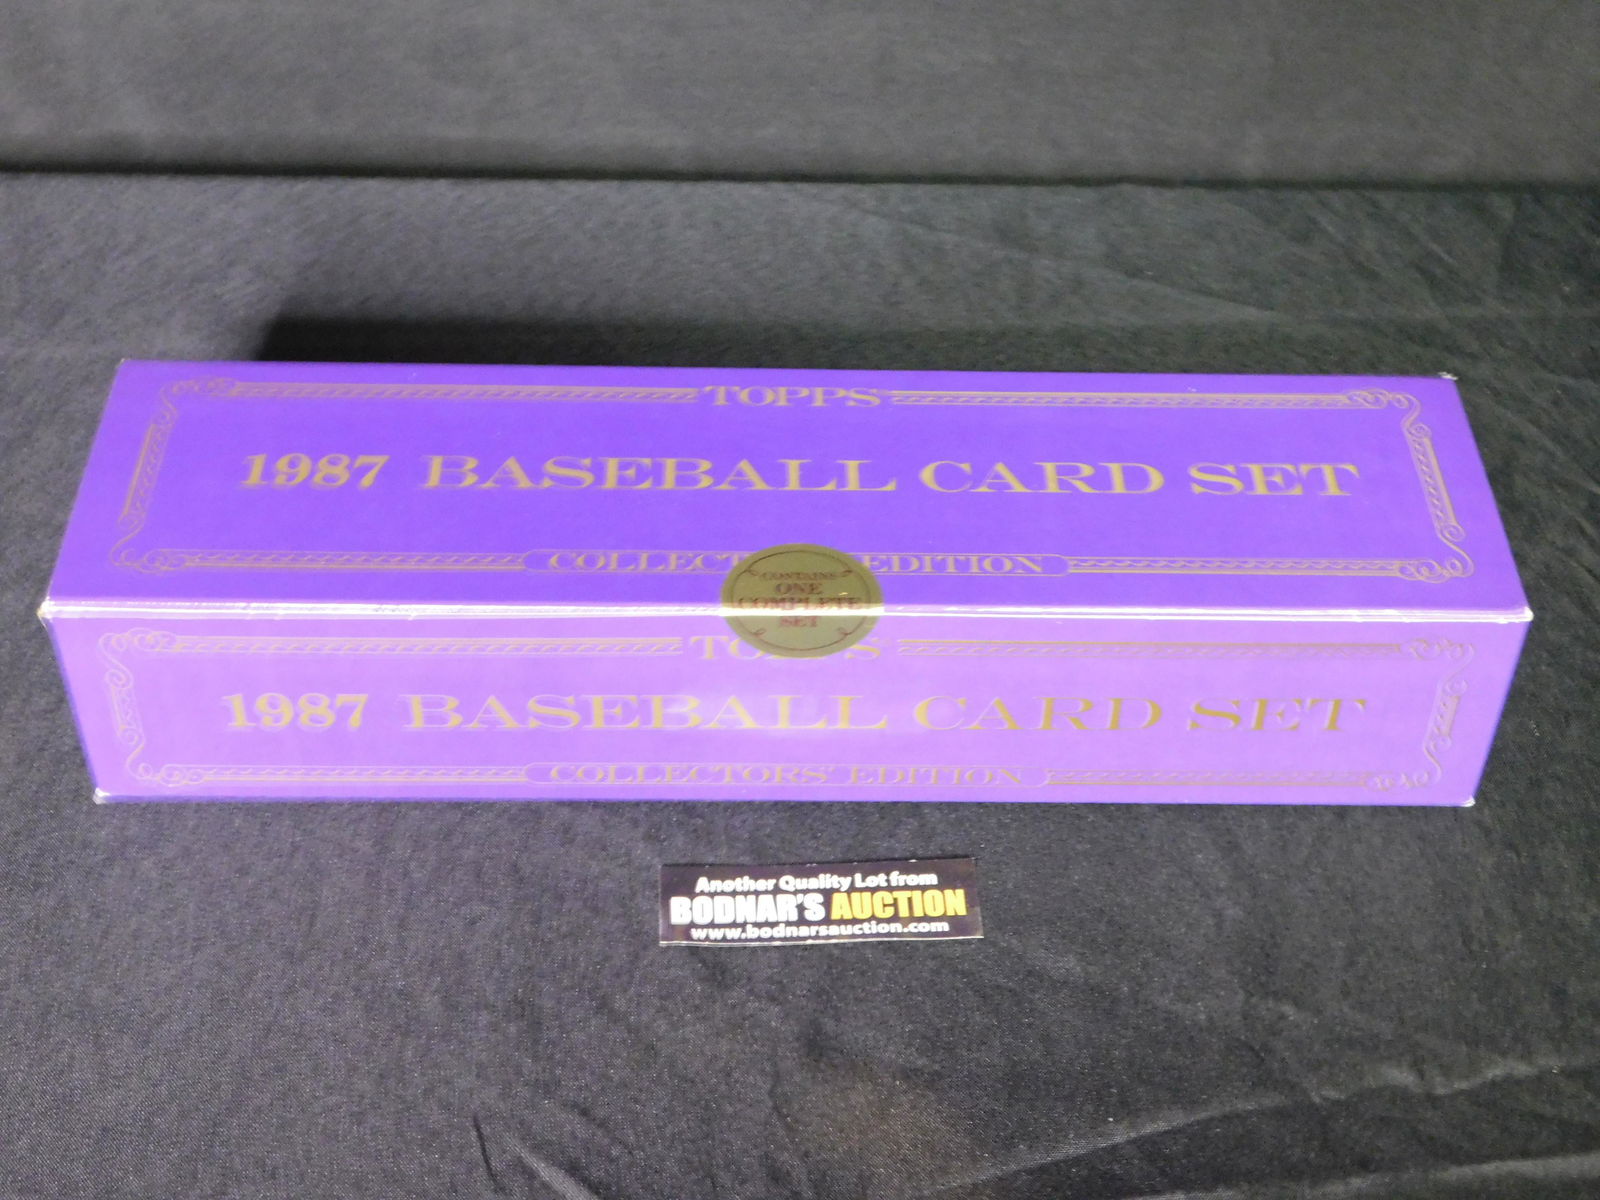 TOPPS
1987 BASEBALL CARD SET
COLLECT EDITION
CONTAINS
ONE
COMPLETE
SET
TOPPS
1987 BASEBALL CARD SET
COLLECTORS' EDITION
Another Quality Lot from
BODNAR'S AUCTION
www.bodnarsauction.com